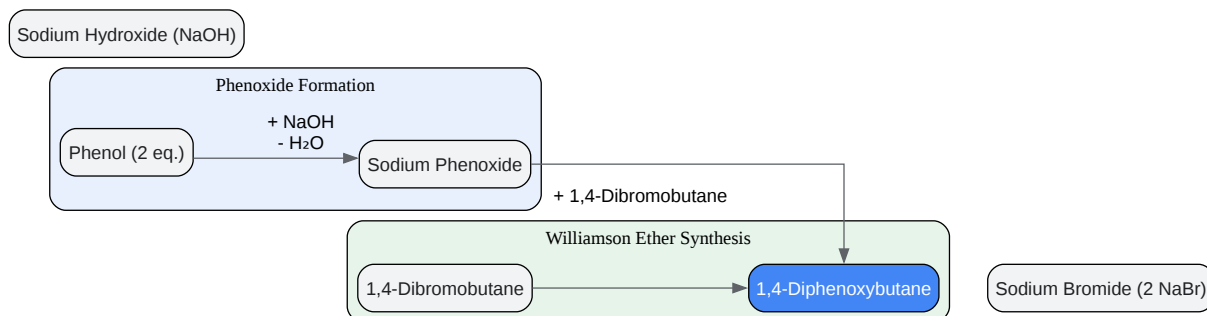 Sodium Hydroxide (NaOH)
Phenoxide Formation
+ NaOH
- H₂O
Phenol (2 eq.)
Sodium Phenoxide
+ 1,4-Dibromobutane
Williamson Ether Synthesis
1,4-Dibromobutane
1,4-Diphenoxybutane
Sodium Bromide (2 NaBr)